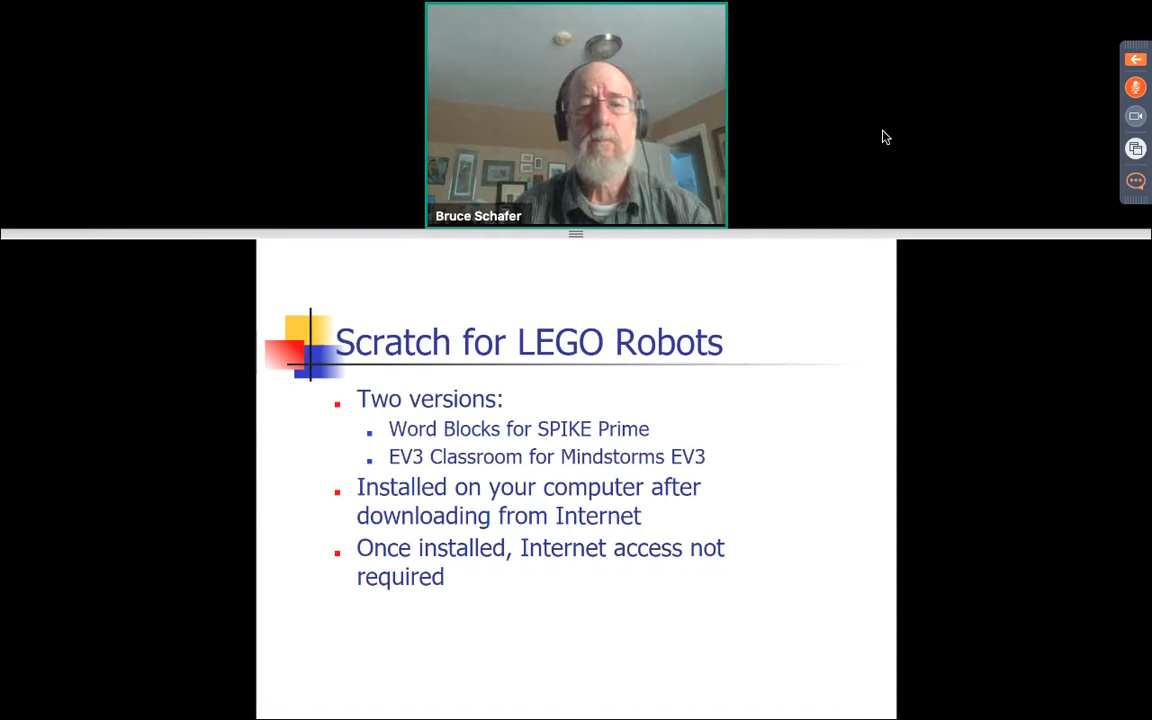 Bruce Schafer
Scratch for LEGO Robots
Two versions:
Word Blocks for SPIKE Prime
EV3 Classroom for Mindstorms EV3
Installed on your computer after
downloading from Internet
Once installed, Internet access not
required